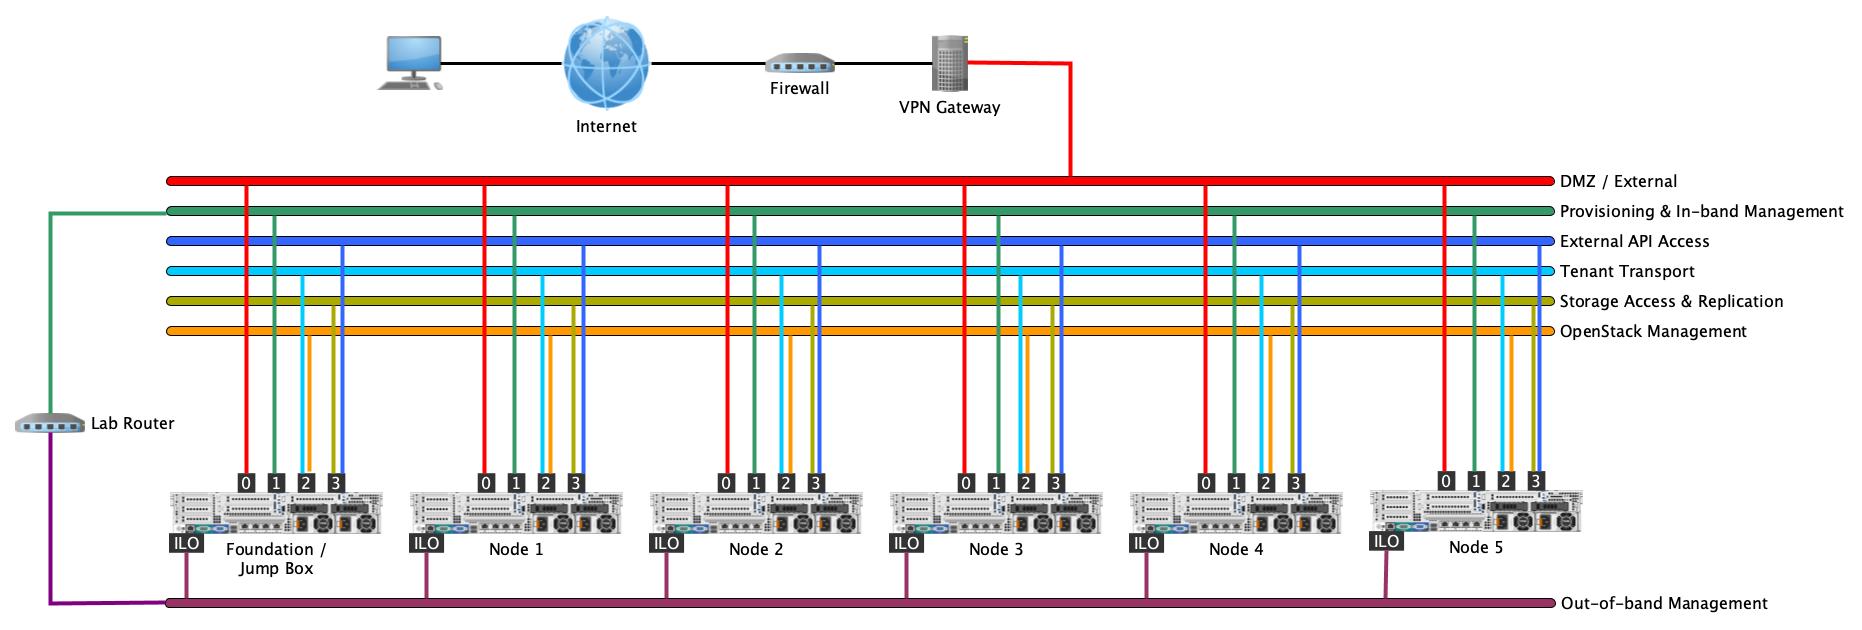 Firewall
VPN Gateway
Internet
DMZ / External
Provisioning & In-band Management
External API Access
Tenant Transport
Storage Access & Replication
OpenStack Management
Lab Router
0 1 2 3
0 1 2 3
0 1 2 3
0 1 2 3
0 1 2 3
0 1 2 3
ILO
ILO
ILO
ILO
ILO
ILO
Foundation /
Jump Box
Node 1
Node 2
Node 3
Node 4
Node 5
Out-of-band Management